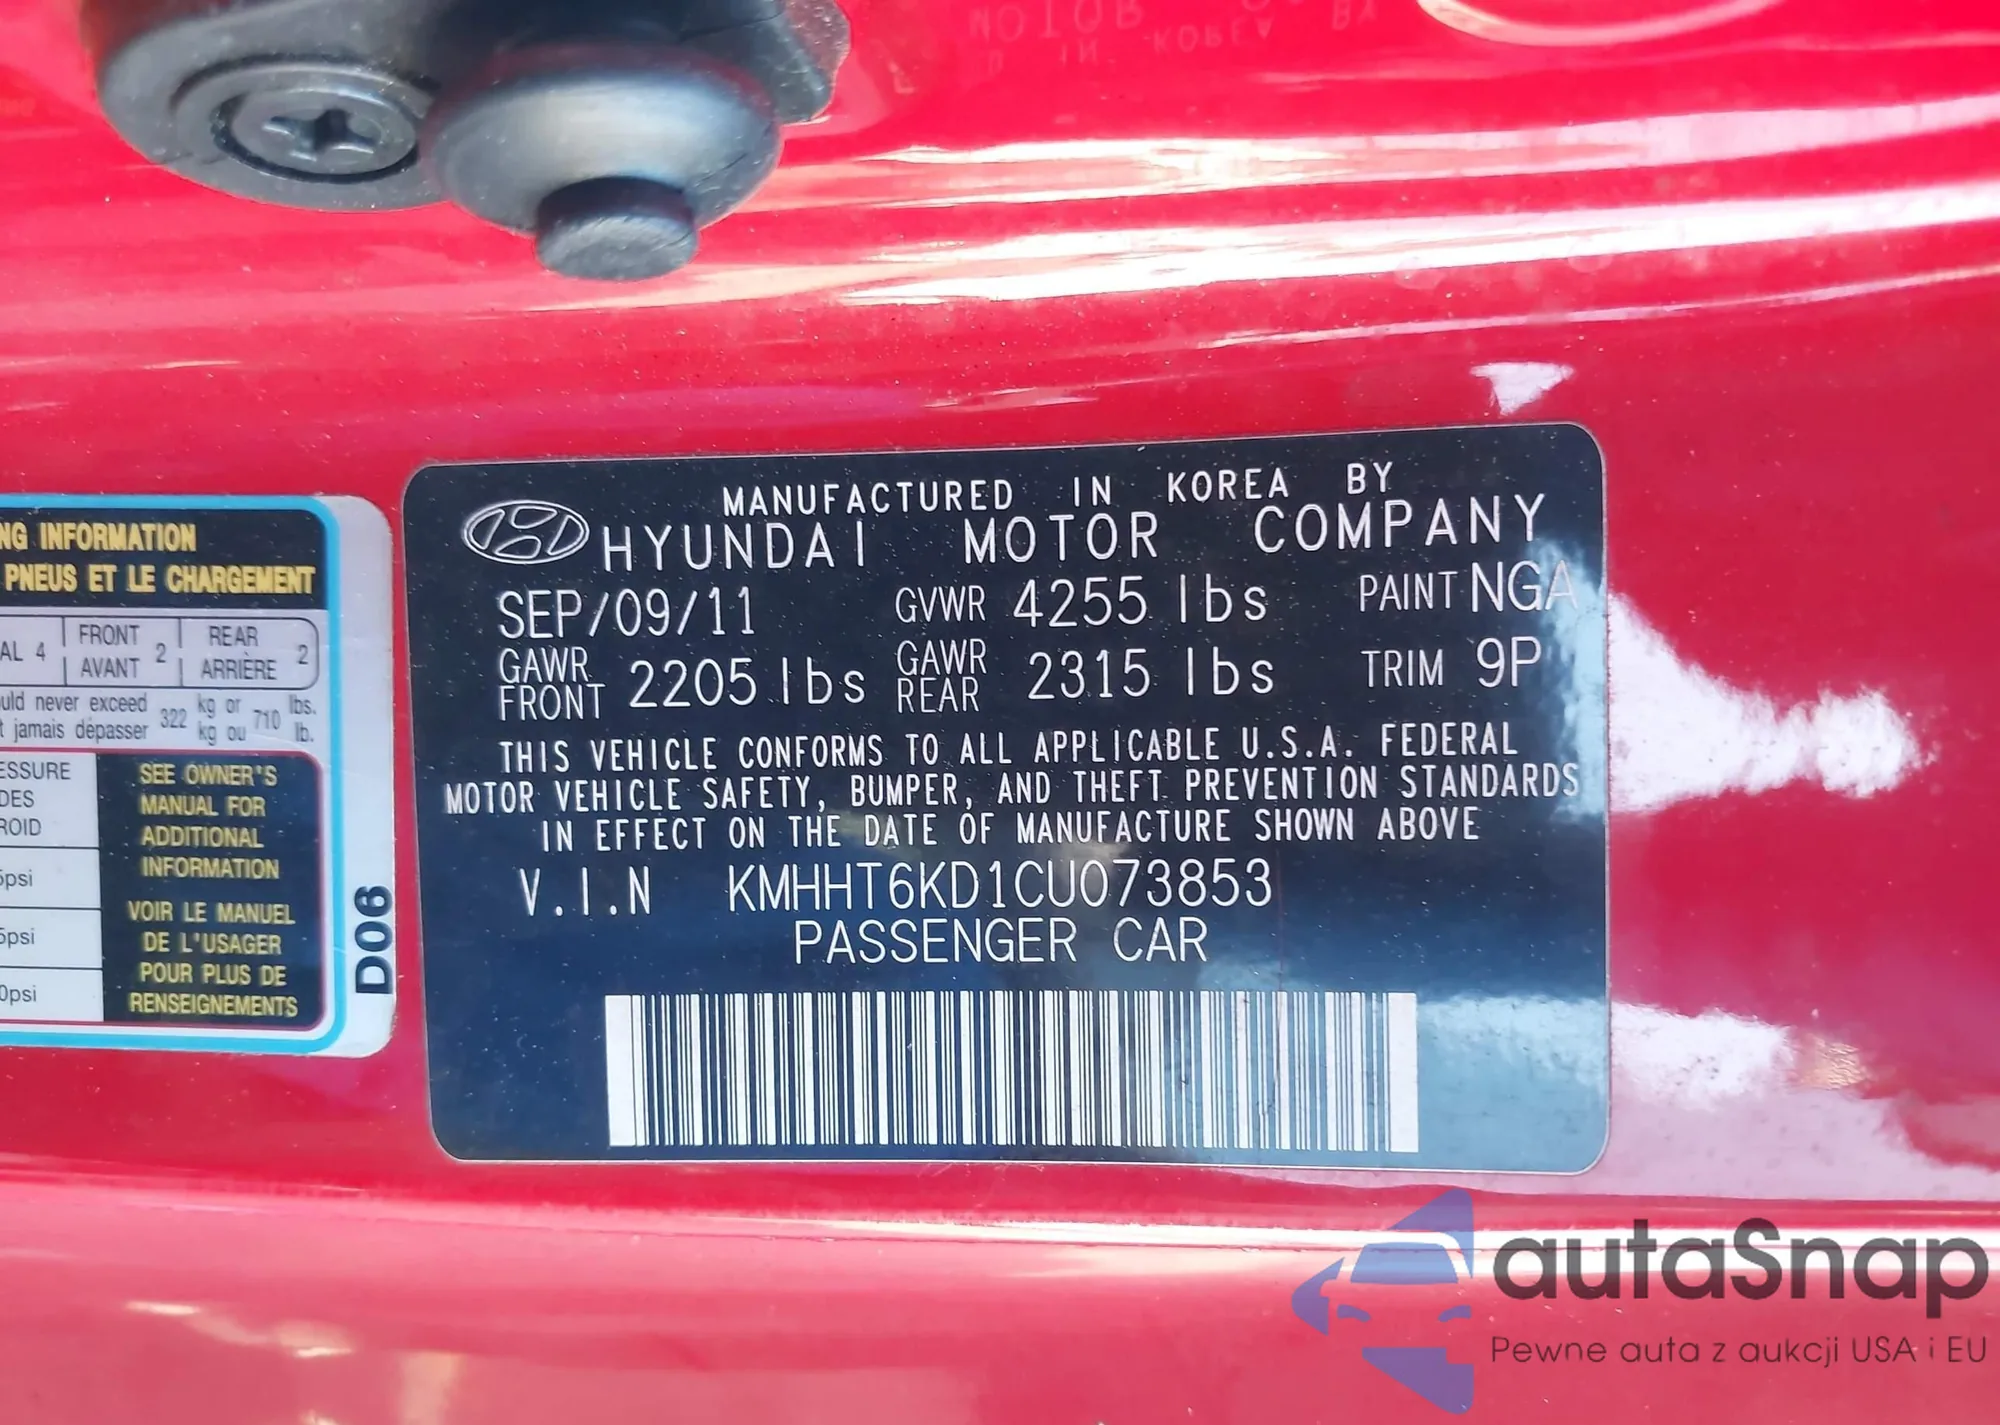 MANUFACTURED IN KOREA BY
HYUNDAI MOTOR COMPANY
SEP/09/11 GVWR 4255 lbs PAINT NGA
GAWR FRONT 2205 lbs GAWR REAR 2315 lbs TRIM 9P
THIS VEHICLE CONFORMS TO ALL APPLICABLE U.S.A. FEDERAL
MOTOR VEHICLE SAFETY, BUMPER, AND THEFT PREVENTION STANDARDS
IN EFFECT ON THE DATE OF MANUFACTURE SHOWN ABOVE
V.I.N KMHHT6KD1CU073853
PASSENGER CAR
INFORMATION
PNEUS ET LE CHARGEMENT
4 FRONT AVANT 2 REAR ARRIÈRE 2
never exceed 322 kg or 710 lbs.
jamais dépasser kg ou lb.
SEE OWNER'S
MANUAL FOR
ADDITIONAL
INFORMATION
VOIR LE MANUEL
DE L'USAGER
POUR PLUS DE
RENSEIGNEMENTS
D06
autaSnap
Pewne auta z aukcji USA i EU